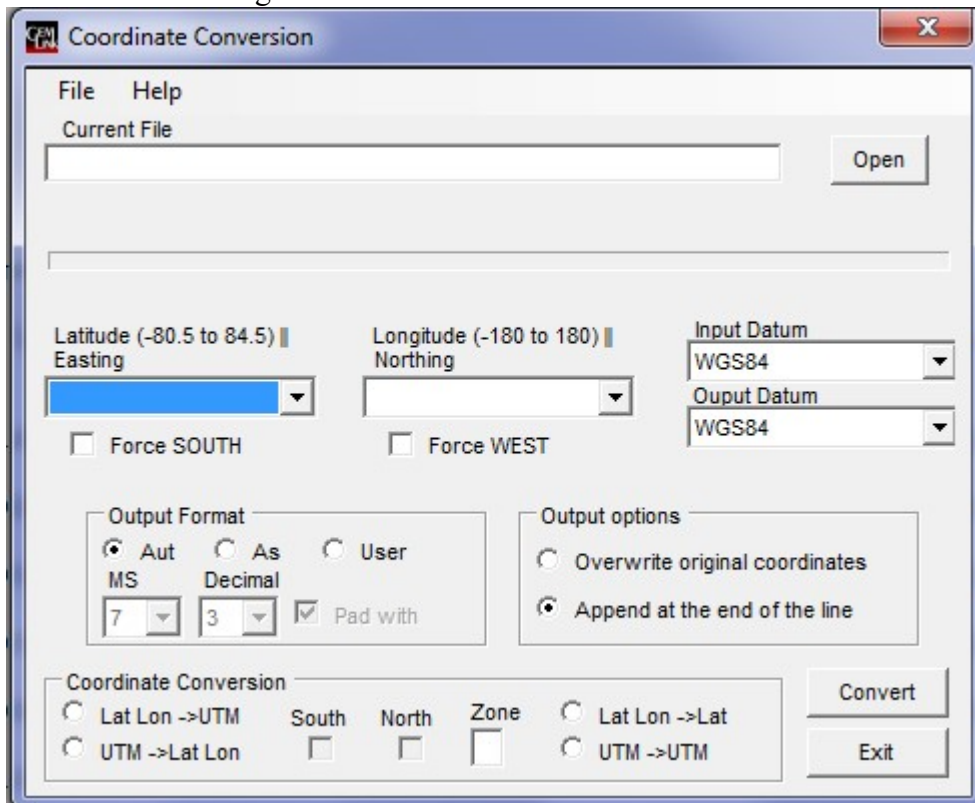 Coordinate Conversion
File Help
Current File
Open
Latitude (-80.5 to 84.5) ||
Easting
Longitude (-180 to 180) ||
Northing
Input Datum
WGS84
Ouput Datum
WGS84
Force SOUTH
Force WEST
Output Format
Aut As User
MS Decimal
7 3 Pad with
Output options
Overwrite original coordinates
Append at the end of the line
Coordinate Conversion
Lat Lon ->UTM South North Zone Lat Lon ->Lat
UTM ->Lat Lon UTM ->UTM
Convert
Exit